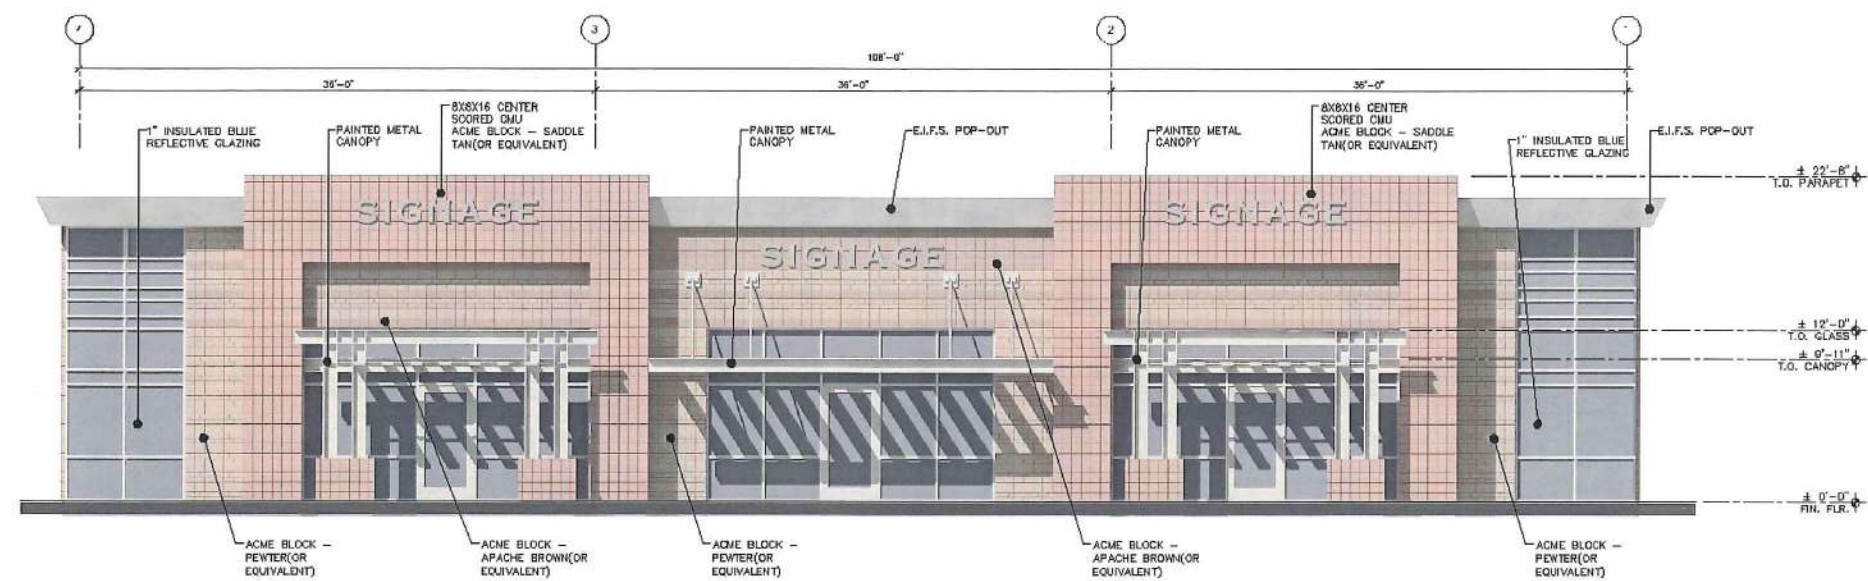 4
3
2
1
108'-0"
36'-0"
36'-0"
36'-0"
1" INSULATED BLUE
REFLECTIVE GLAZING
PAINTED METAL
CANOPY
8X8X16 CENTER
SCORED CMU
ACME BLOCK - SADDLE
TAN(OR EQUIVALENT)
PAINTED METAL
CANOPY
E.I.F.S. POP-OUT
PAINTED METAL
CANOPY
8X8X16 CENTER
SCORED CMU
ACME BLOCK - SADDLE
TAN(OR EQUIVALENT)
1" INSULATED BLUE
REFLECTIVE GLAZING
E.I.F.S. POP-OUT
± 22'-8"
T.O. PARAPET
SIGNAGE
SIGNAGE
SIGNAGE
± 12'-0"
T.O. GLASS
± 9'-11"
T.O. CANOPY
± 0'-0"
FIN. FLR.
ACME BLOCK -
PEWTER(OR
EQUIVALENT)
ACME BLOCK -
APACHE BROWN(OR
EQUIVALENT)
ACME BLOCK -
PEWTER(OR
EQUIVALENT)
ACME BLOCK -
APACHE BROWN(OR
EQUIVALENT)
ACME BLOCK -
PEWTER(OR
EQUIVALENT)